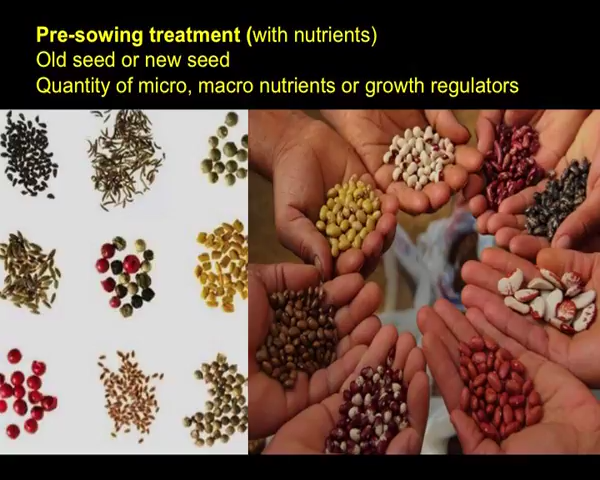 Pre-sowing treatment (with nutrients)
Old seed or new seed
Quantity of micro, macro nutrients or growth regulators